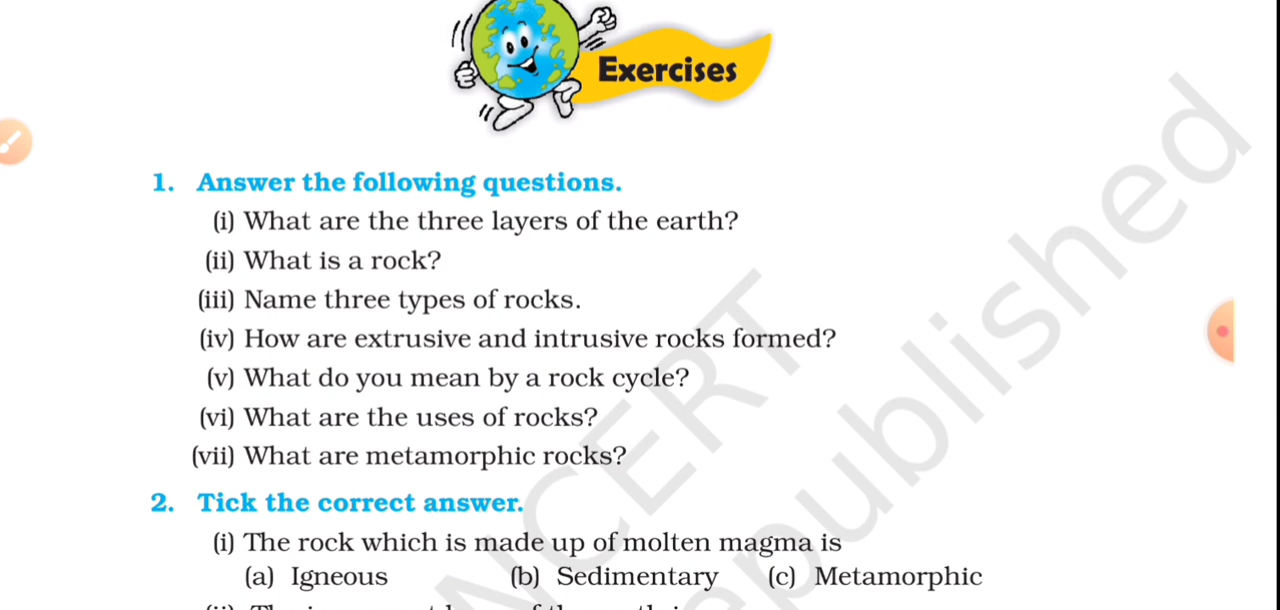 Exercises
1. Answer the following questions.
(i) What are the three layers of the earth?
(ii) What is a rock?
(iii) Name three types of rocks.
(iv) How are extrusive and intrusive rocks formed?
(v) What do you mean by a rock cycle?
(vi) What are the uses of rocks?
(vii) What are metamorphic rocks?
2. Tick the correct answer.
(i) The rock which is made up of molten magma is
(a) Igneous (b) Sedimentary (c) Metamorphic
NCERT
epublished